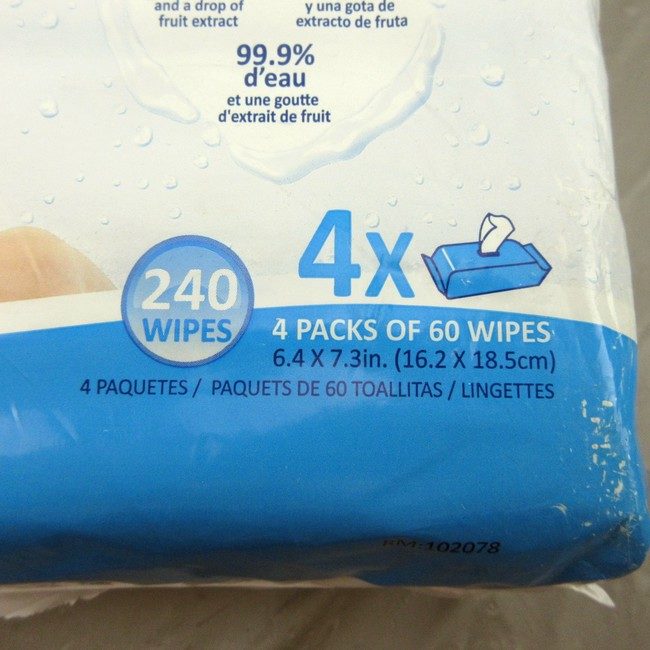 and a drop of
fruit extract
y una gota de
extracto de fruta
99.9%
d'eau
et une goutte
d'extrait de fruit
4x
240
WIPES
4 PACKS OF 60 WIPES
6.4 X 7.3in. (16.2 X 18.5cm)
4 PAQUETES / PAQUETS DE 60 TOALLITAS / LINGETTES
RM:102078